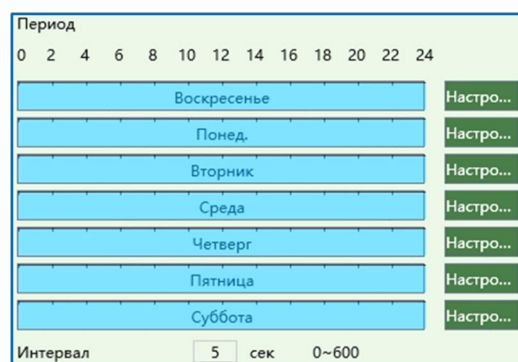 Период
0 2 4 6 8 10 12 14 16 18 20 22 24
Воскресенье Настро...
Понед. Настро...
Вторник Настро...
Среда Настро...
Четверг Настро...
Пятница Настро...
Суббота Настро...
Интервал 5 сек 0~600